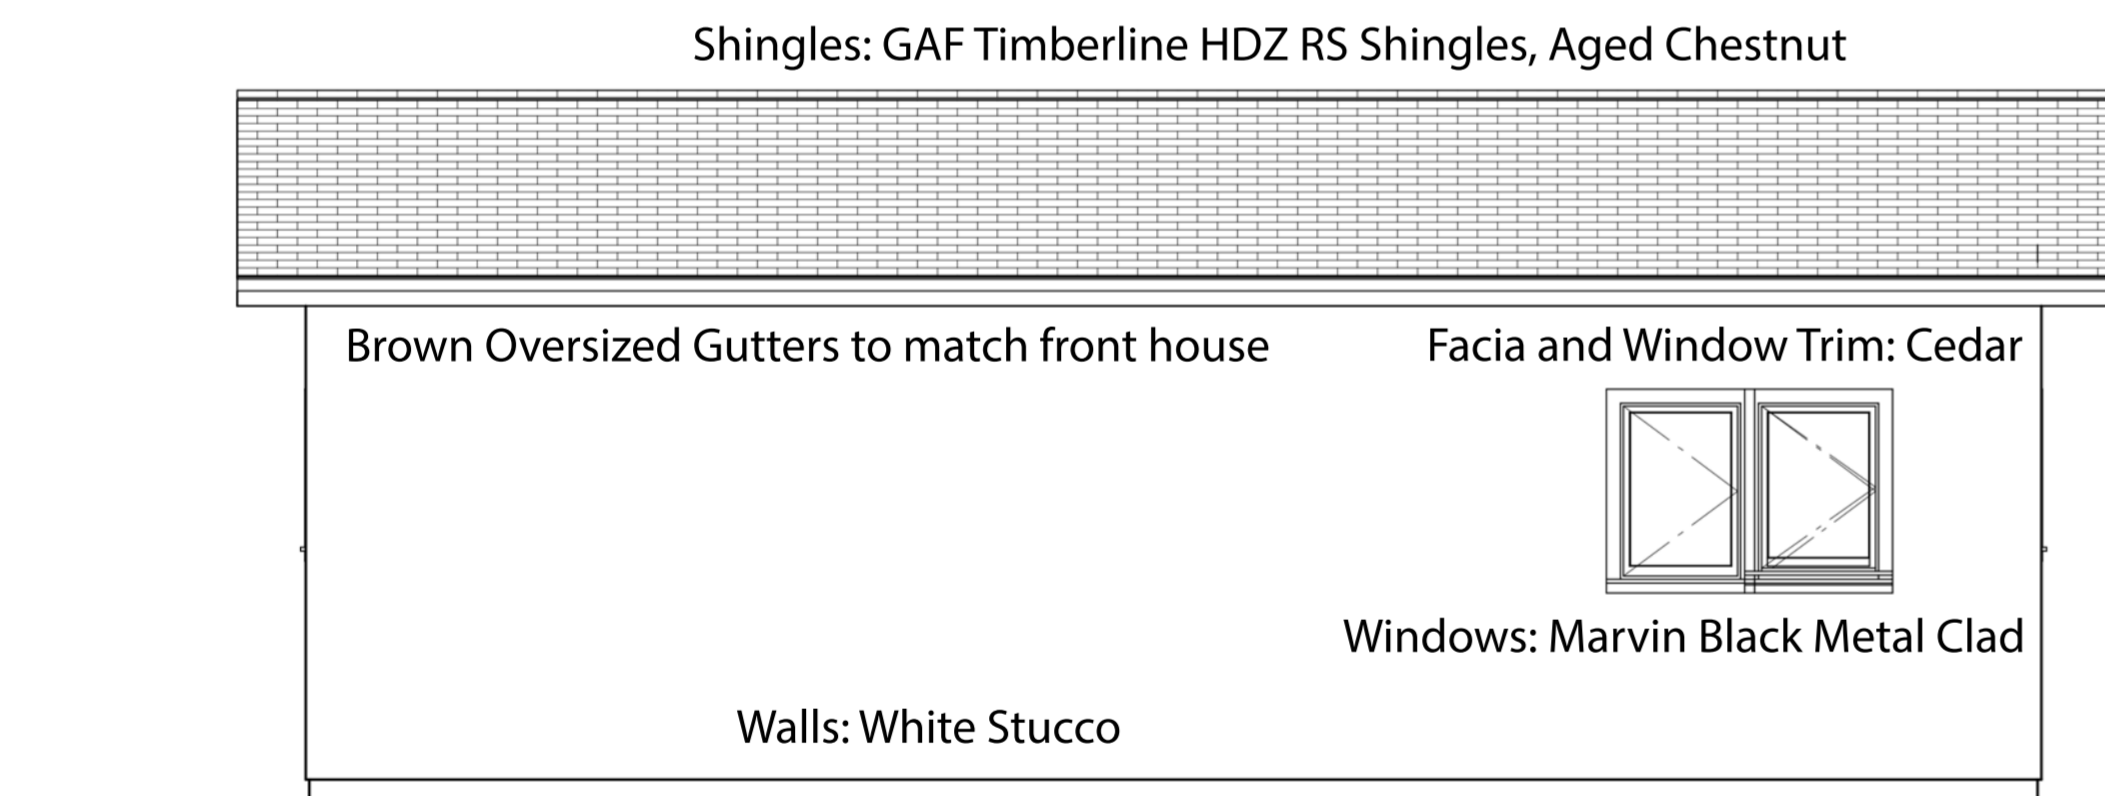 Shingles: GAF Timberline HDZ RS Shingles, Aged Chestnut
Brown Oversized Gutters to match front house
Facia and Window Trim: Cedar
Windows: Marvin Black Metal Clad
Walls: White Stucco